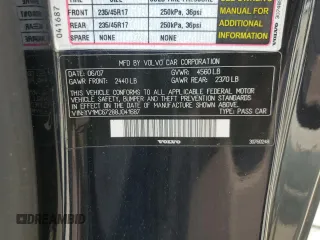 041687
FRONT 235/45R17 250kPa, 36psi
REAR 235/45R17 250kPa, 36psi
SPARE NONE NONE
MANUAL FOR
ADDITIONAL
INFORMATION
VOLVO
MFD BY VOLVO CAR CORPORATION
DATE: 06/07 GVWR: 4560 LB
GAWR FRONT: 2440 LB GAWR REAR: 2370 LB
THIS VEHICLE CONFORMS TO ALL APPLICABLE FEDERAL MOTOR
VEHICLE SAFETY, BUMPER, AND THEFT PREVENTION STANDARDS
IN EFFECT ON THE DATE OF MANUFACTURE SHOWN ABOVE.
TYPE: PASS CAR
VOLVO
AutoBidMaster